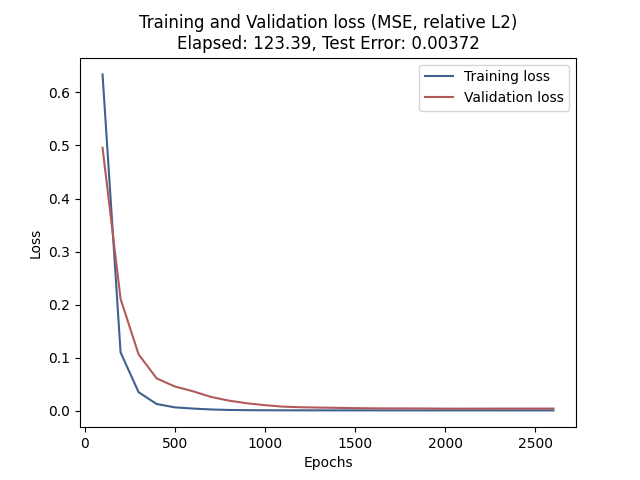 Training and Validation loss (MSE, relative L2)
Elapsed: 123.39, Test Error: 0.00372
Training loss
Validation loss
0.6
0.5
0.4
0.3
0.2
0.1
0.0
Loss
0
500
1000
1500
2000
2500
Epochs